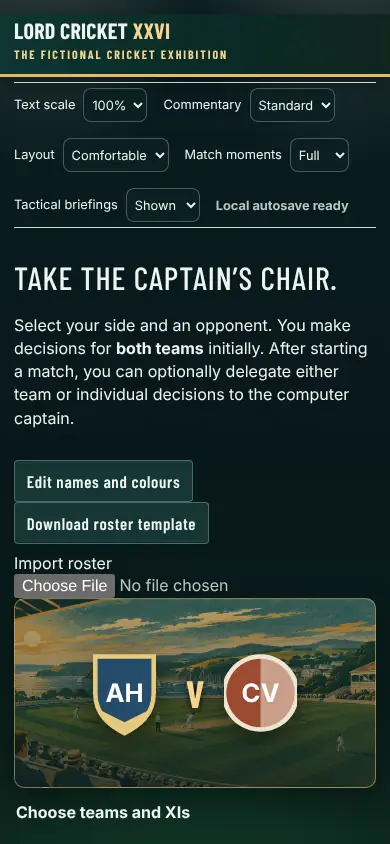 LORD CRICKET XXVI
THE FICTIONAL CRICKET EXHIBITION
Text scale 100% Commentary Standard
Layout Comfortable Match moments Full
Tactical briefings Shown Local autosave ready
TAKE THE CAPTAIN’S CHAIR.
Select your side and an opponent. You make
decisions for both teams initially. After starting
a match, you can optionally delegate either
team or individual decisions to the computer
captain.
Edit names and colours
Download roster template
Import roster
Choose File No file chosen
AH V CV
Choose teams and XIs